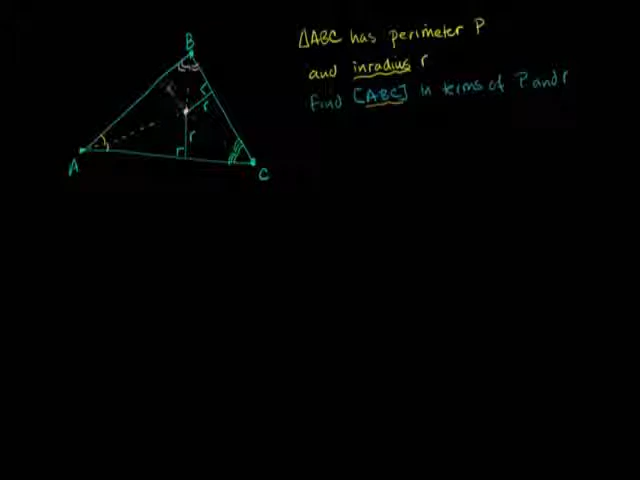 ΔABC has perimeter P
and inradius r
Find [ABC] in terms of P and r
B
r
r
A
C